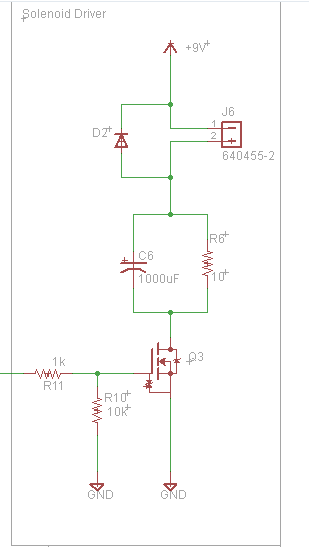 Solenoid Driver
+9V
J6
1
2
640455-2
D2
C6
1000uF
R6
10
Q3
1k
R11
R10
10k
GND
GND